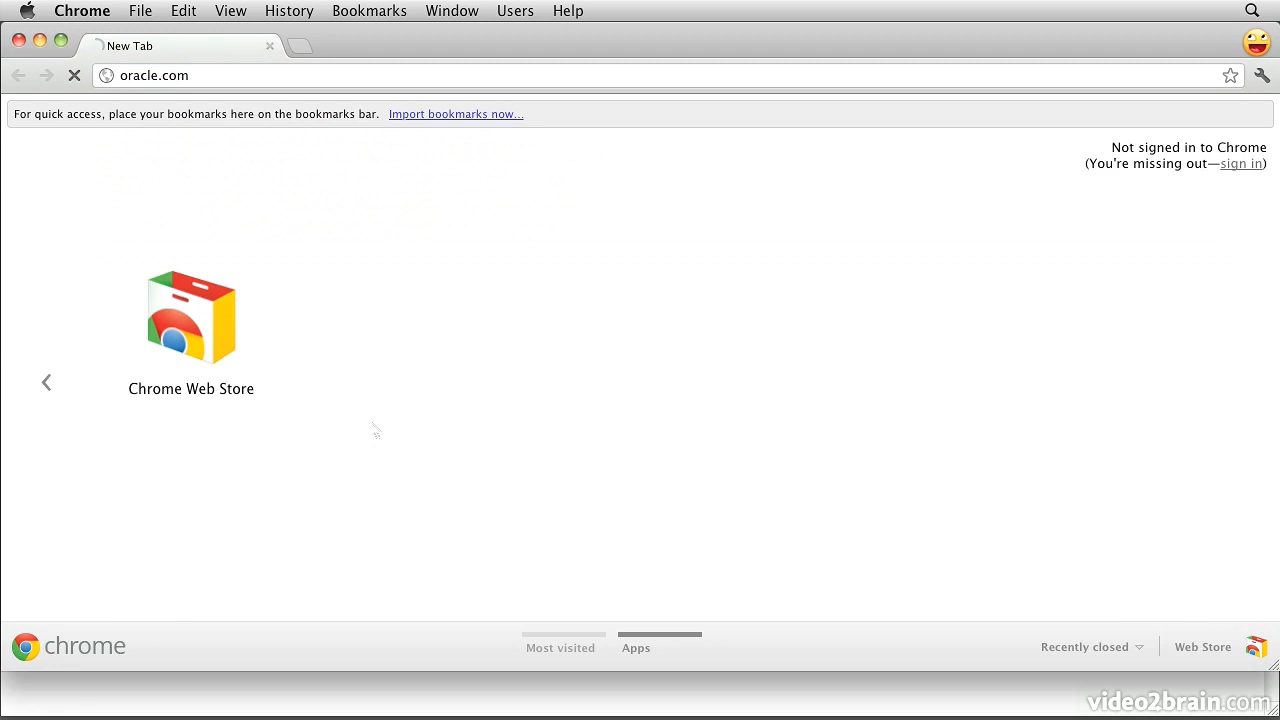 Chrome File Edit View History Bookmarks Window Users Help
New Tab
oracle.com
For quick access, place your bookmarks here on the bookmarks bar. Import bookmarks now...
Not signed in to Chrome
(You're missing out—sign in)
Chrome Web Store
chrome Most visited Apps Recently closed Web Store
video2brain.com